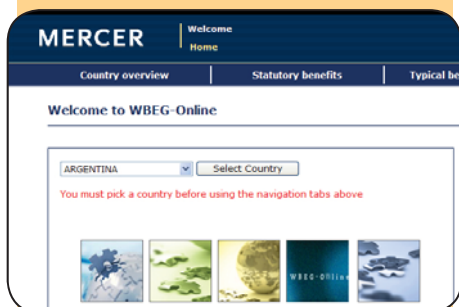 MERCER
Welcome
Home
Country overview
Statutory benefits
Typical be
Welcome to WBEG-Online
ARGENTINA
Select Country
You must pick a country before using the navigation tabs above
WBEG-Online